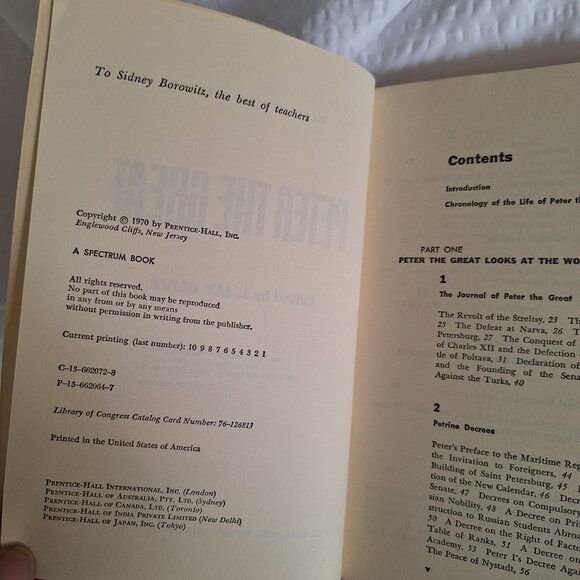 To Sidney Borowitz, the best of teachers
PETER THE GREAT
Copyright © 1970 by PRENTICE-HALL, INC.
Englewood Cliffs, New Jersey
A SPECTRUM BOOK
All rights reserved.
No part of this book may be reproduced
in any from or by any means
without permission in writing from the publisher.
Current printing (last number): 10 9 8 7 6 5 4 3 2 1
C-13-662072-8
P-13-662064-7
Library of Congress Catalog Card Number: 76-126813
Printed in the United States of America
PRENTICE-HALL INTERNATIONAL, INC. (London)
PRENTICE-HALL OF AUSTRALIA, PTY. LTD. (Sydney)
PRENTICE-HALL OF CANADA, LTD. (Toronto)
PRENTICE-HALL OF INDIA PRIVATE LIMITED (New Delhi)
PRENTICE-HALL OF JAPAN, INC. (Tokyo)
Contents
Introduction
Chronology of the Life of Peter th
PART ONE
PETER THE GREAT LOOKS AT THE WO
1
The Journal of Peter the Great
The Revolt of the Streltsy, 23 The
25 The Defeat at Narva, 26 T
Petersburg, 27 The Conquest of
of Charles XII and the Defection
tle of Poltava, 31 Declaration of
and the Founding of the Sena
Against the Turks, 40
2
Petrine Decrees
Peter's Preface to the Maritime Reg
the Invitation to Foreigners, 44
Building of Saint Petersburg, 45
tion of the New Calendar, 46 Dec
Senate, 47 Decrees on Compulsory
sian Nobility, 48 A Decree on Pri
struction to Russian Students Abroa
50 A Decree on the Right of Facto
Table of Ranks, 51 A Decree on
Academy, 53 Peter I's Decree Agai
The Peace of Nystadt, 56
v